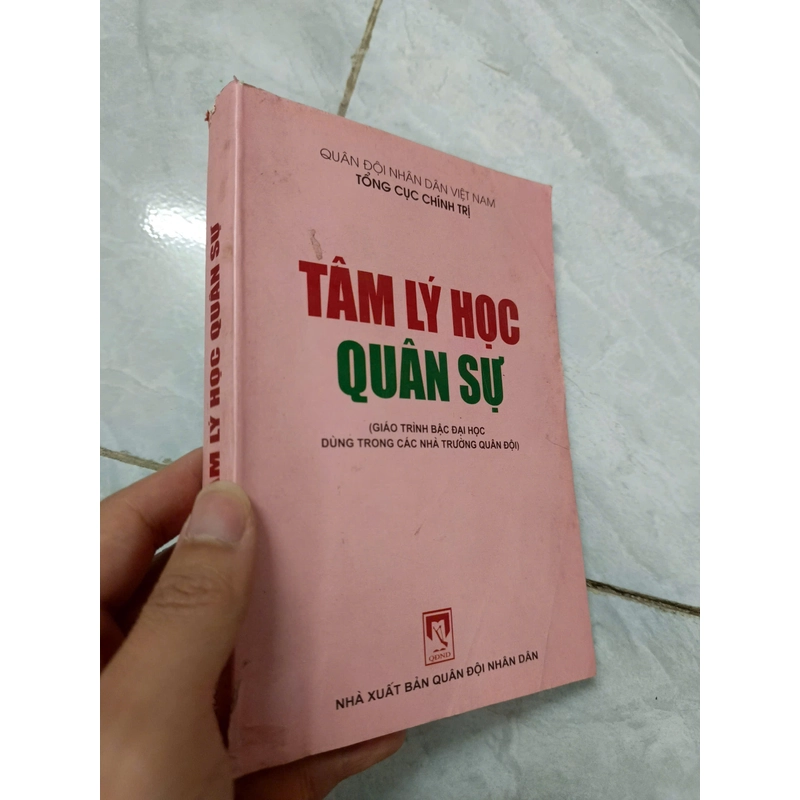 QUÂN ĐỘI NHÂN DÂN VIỆT NAM
TỔNG CỤC CHÍNH TRỊ
TÂM LÝ HỌC
QUÂN SỰ
(GIÁO TRÌNH BẬC ĐẠI HỌC
DÙNG TRONG CÁC NHÀ TRƯỜNG QUÂN ĐỘI)
QĐND
NHÀ XUẤT BẢN QUÂN ĐỘI NHÂN DÂN
LÝ HỌC QUÂN SỰ